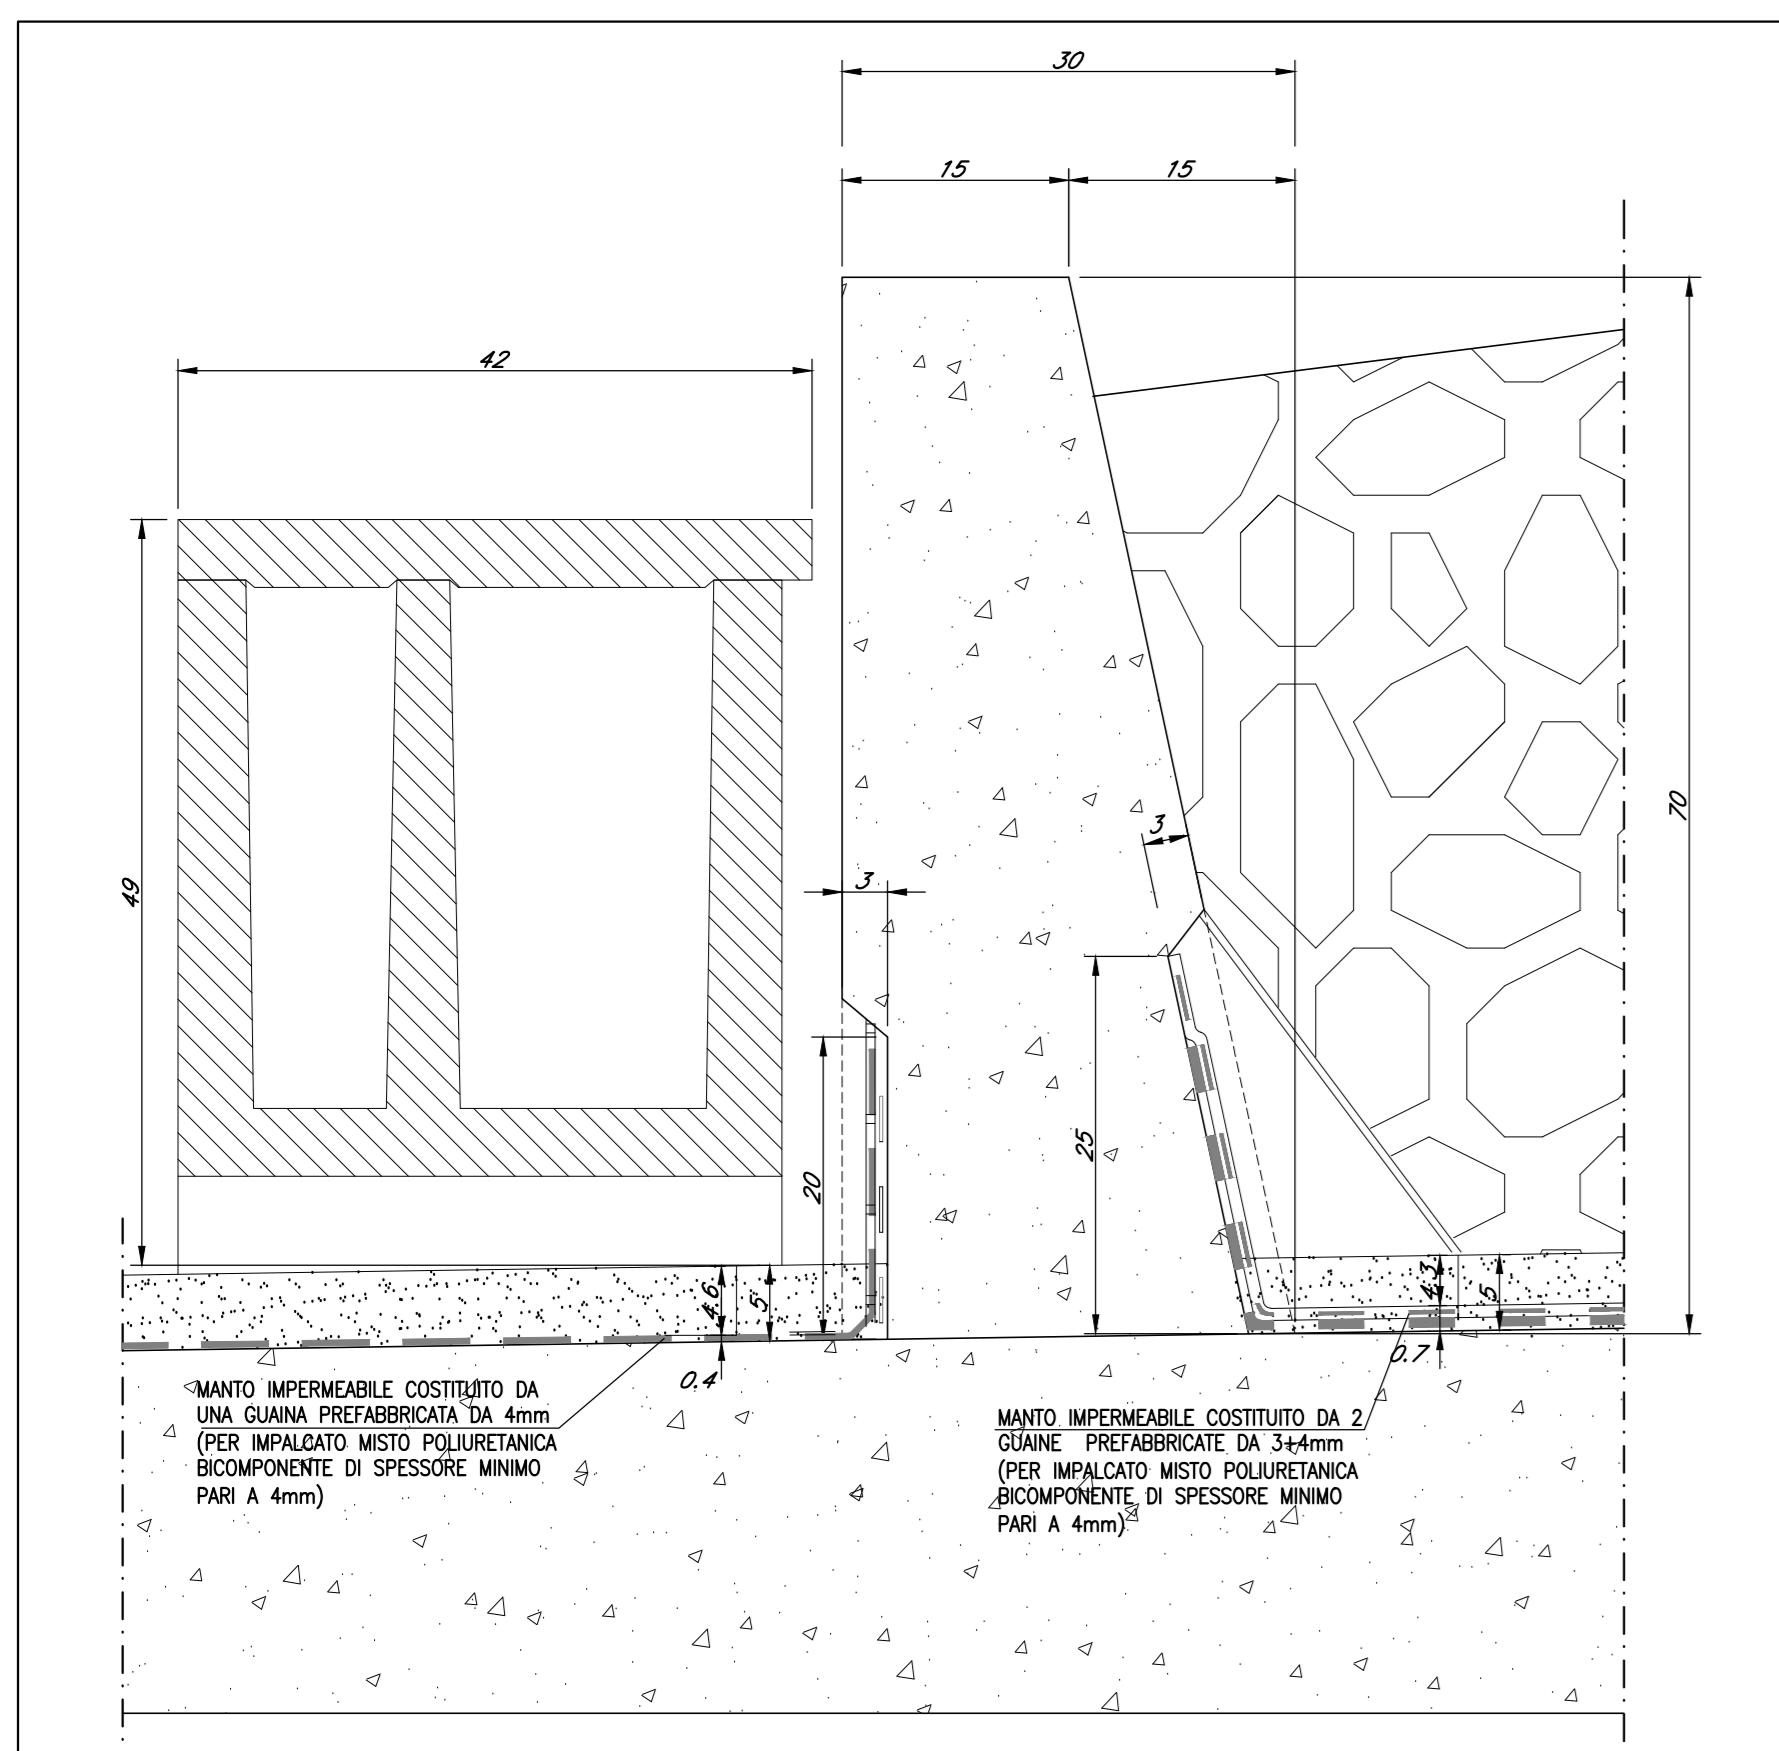 30
15
15
42
70
3
49
3
25
20
4.6
5
4.3
5
0.4
0.7
MANTO IMPERMEABILE COSTITUITO DA
UNA GUAINA PREFABBRICATA DA 4mm
(PER IMPALCATO MISTO POLIURETANICA
BICOMPONENTE DI SPESSORE MINIMO
PARI A 4mm)
MANTO IMPERMEABILE COSTITUITO DA 2
GUAINE PREFABBRICATE DA 3+4mm
(PER IMPALCATO MISTO POLIURETANICA
BICOMPONENTE DI SPESSORE MINIMO
PARI A 4mm)